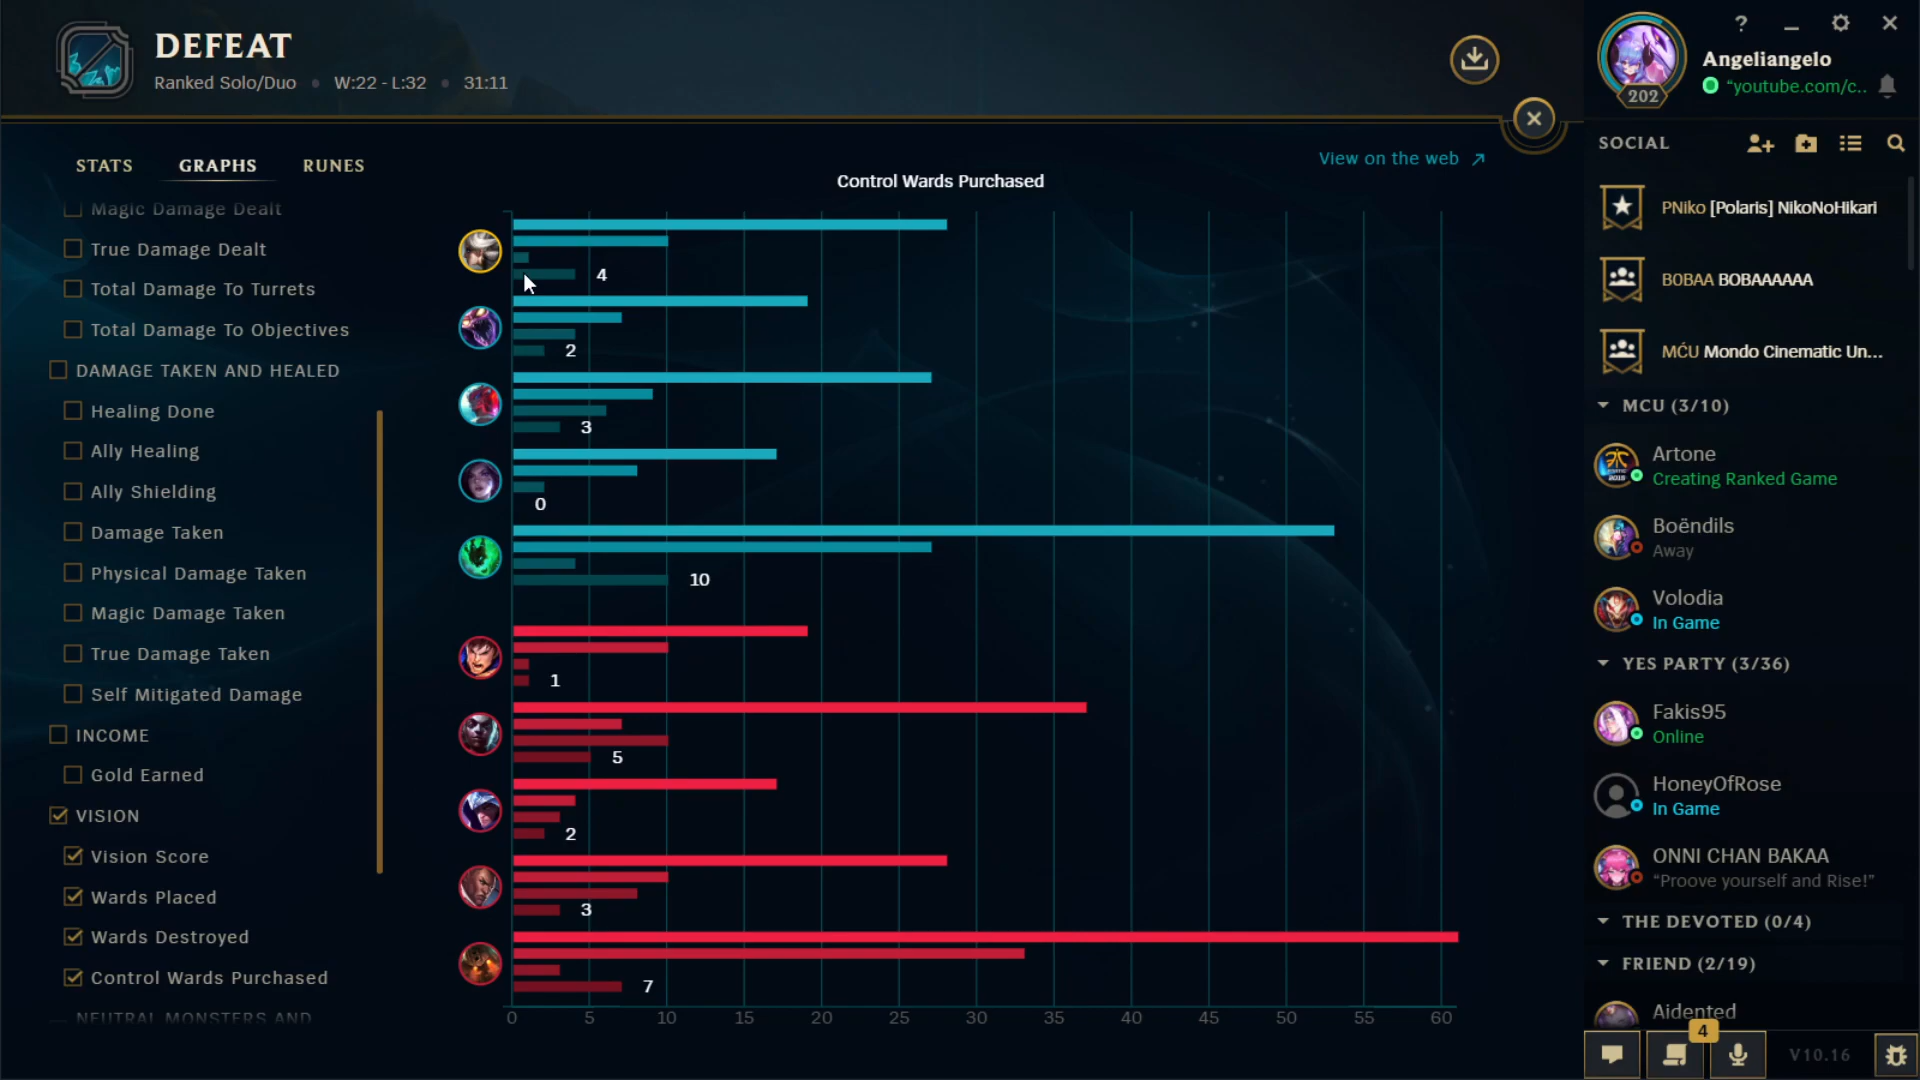 DEFEAT
Ranked Solo/Duo • W:22 - L:32 • 31:11
STATS GRAPHS RUNES
View on the web
Control Wards Purchased
Magic Damage Dealt
True Damage Dealt
Total Damage To Turrets
Total Damage To Objectives
DAMAGE TAKEN AND HEALED
Healing Done
Ally Healing
Ally Shielding
Damage Taken
Physical Damage Taken
Magic Damage Taken
True Damage Taken
Self Mitigated Damage
INCOME
Gold Earned
VISION
Vision Score
Wards Placed
Wards Destroyed
Control Wards Purchased
NEUTRAL MONSTERS AND
4
2
3
0
10
1
5
2
3
7
0 5 10 15 20 25 30 35 40 45 50 55 60
?
Angeliangelo
"youtube.com/c..
202
SOCIAL
PNiko [Polaris] NikoNoHikari
B0BAA BOBAAAAAA
MĆU Mondo Cinematic Un...
MCU (3/10)
Artone
Creating Ranked Game
Boëndils
Away
Volodia
In Game
YES PARTY (3/36)
Fakis95
Online
HoneyOfRose
In Game
ONNI CHAN BAKAA
“Proove yourself and Rise!”
THE DEVOTED (0/4)
FRIEND (2/19)
Aidented
4
V10.16